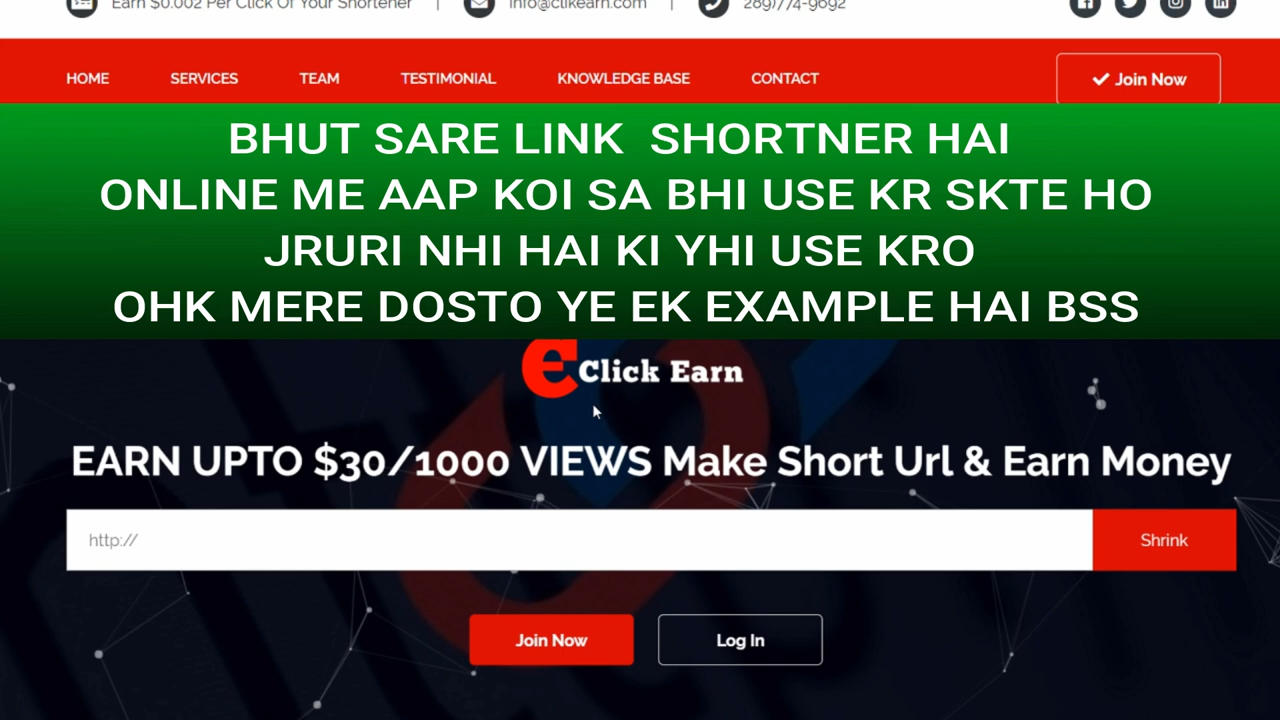 Earn $0.002 Per Click Of Your Shortener | info@clikearn.com | 289)774-9692
HOME SERVICES TEAM TESTIMONIAL KNOWLEDGE BASE CONTACT Join Now
BHUT SARE LINK SHORTNER HAI
ONLINE ME AAP KOI SA BHI USE KR SKTE HO
JRURI NHI HAI KI YHI USE KRO
OHK MERE DOSTO YE EK EXAMPLE HAI BSS
e Click Earn
EARN UPTO $30/1000 VIEWS Make Short Url & Earn Money
http:// Shrink
Join Now Log In